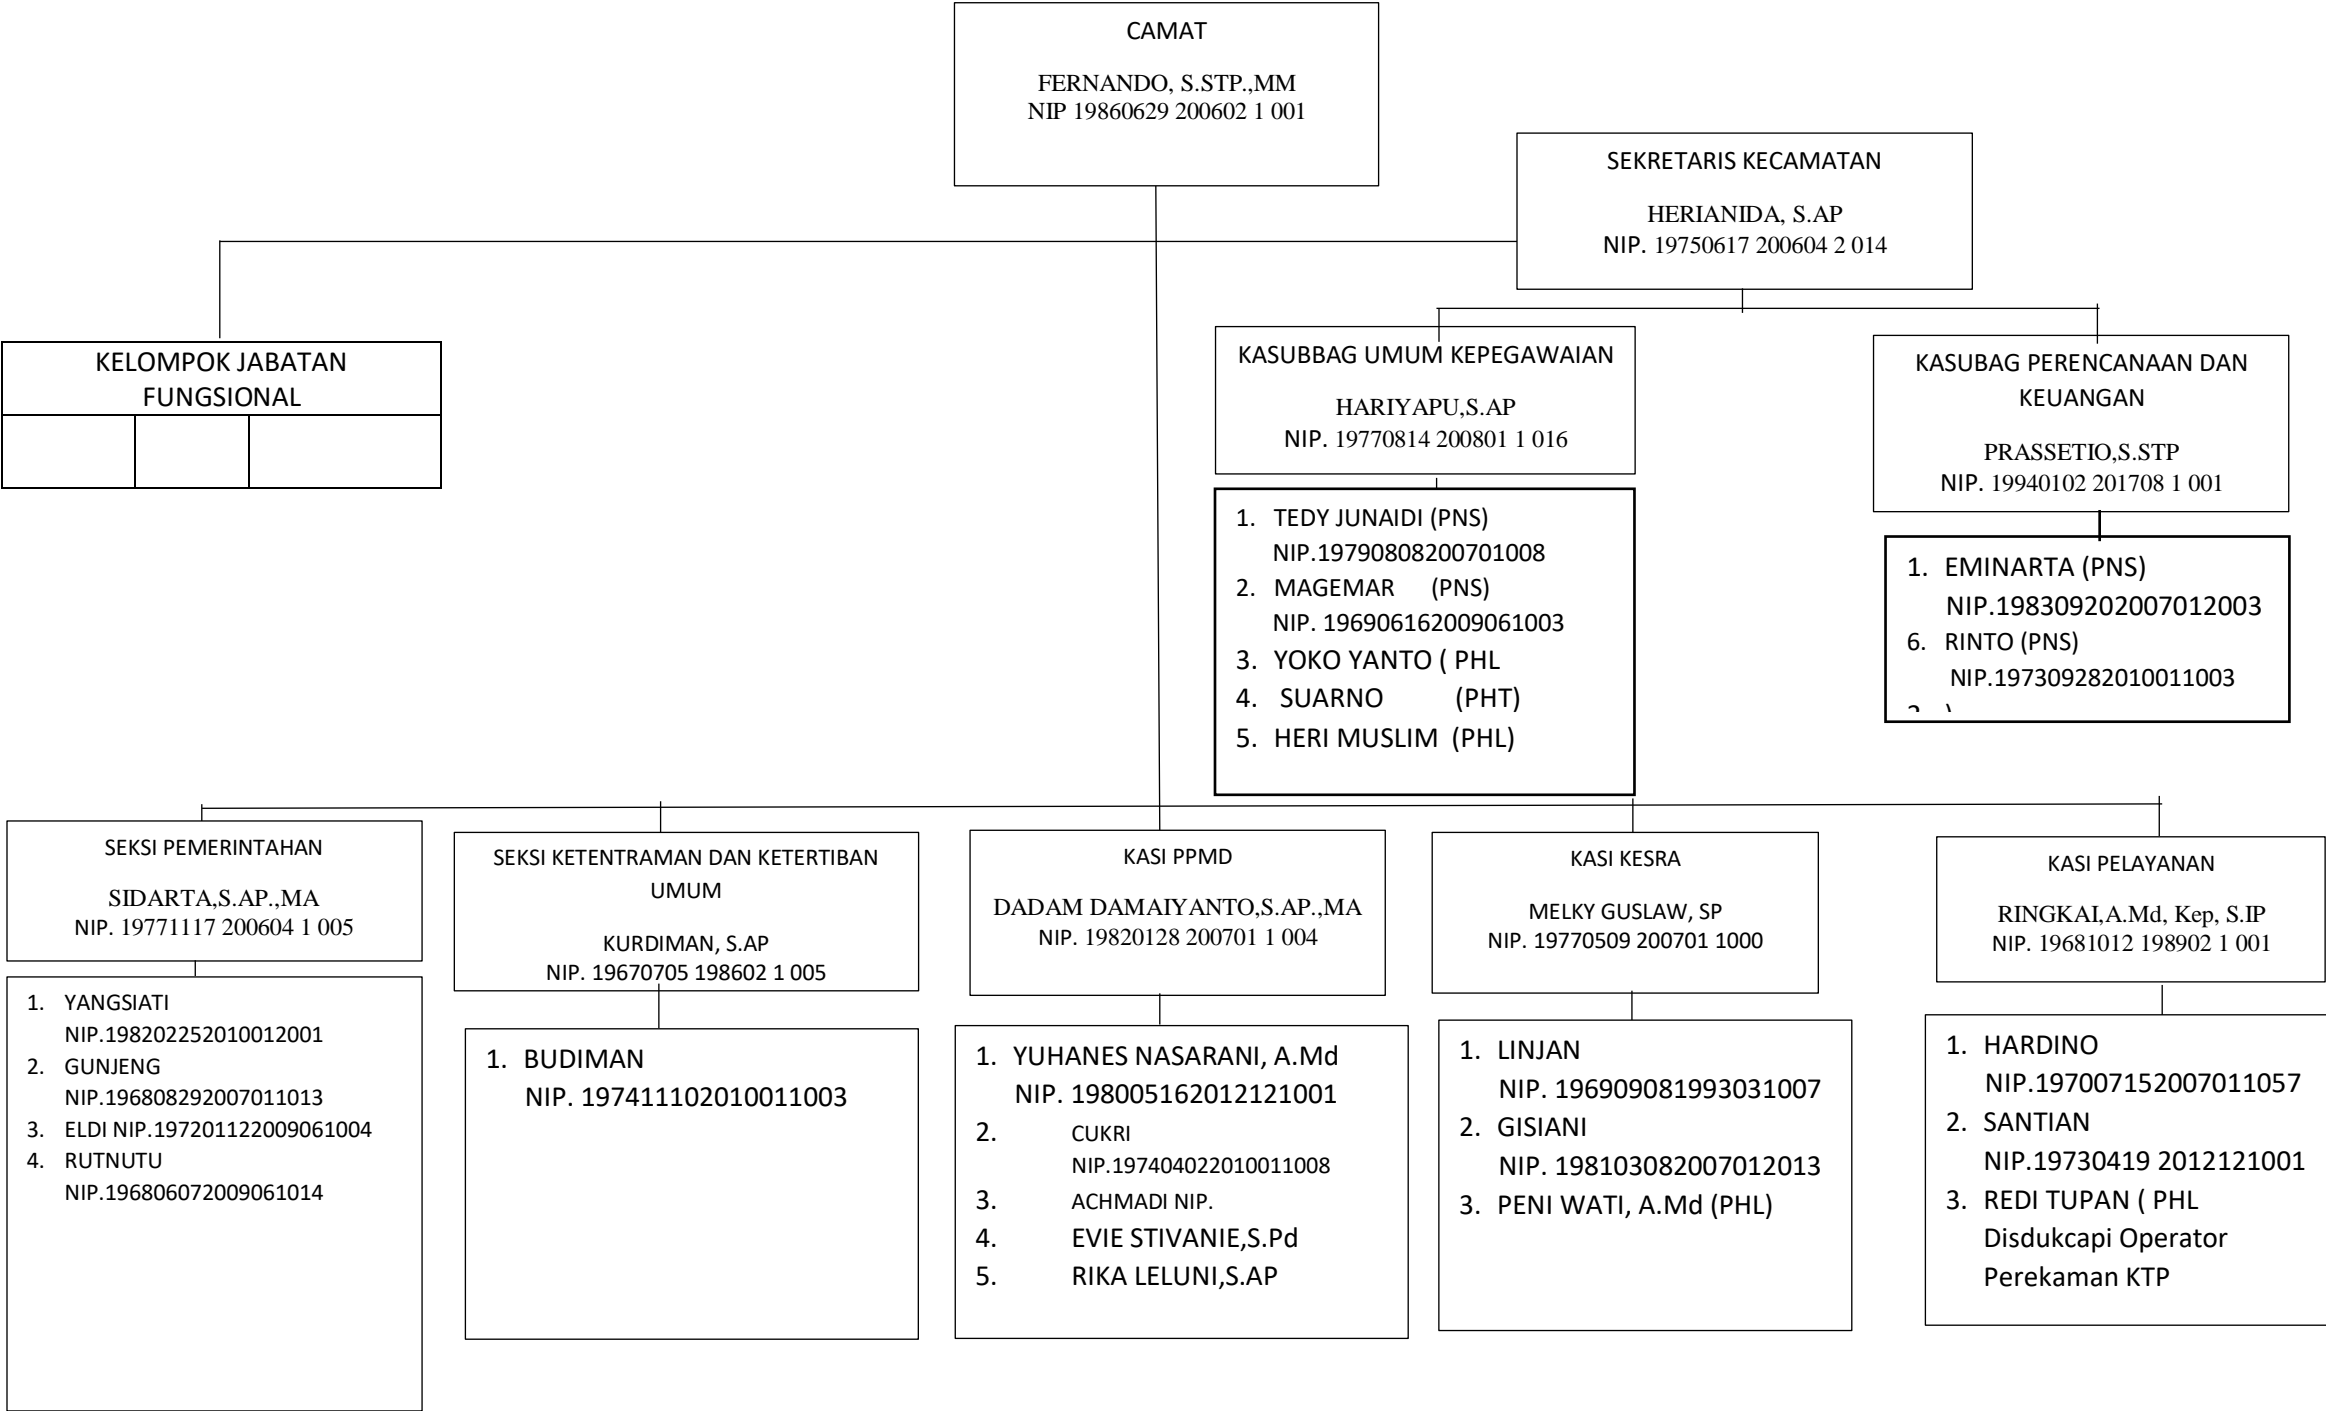 CAMAT
FERNANDO, S.STP.,MM
NIP 19860629 200602 1 001
SEKRETARIS KECAMATAN
HERIANIDA, S.AP
NIP. 19750617 200604 2 014
KELOMPOK JABATAN
FUNGSIONAL
KASUBBAG UMUM KEPEGAWAIAN
HARIYAPU,S.AP
NIP. 19770814 200801 1 016
KASUBAG PERENCANAAN DAN
KEUANGAN
PRASSETIO,S.STP
NIP. 19940102 201708 1 001
1. TEDY JUNAIDI (PNS)
NIP.19790808200701008
2. MAGEMAR (PNS)
NIP. 196906162009061003
3. YOKO YANTO ( PHL
4. SUARNO (PHT)
5. HERI MUSLIM (PHL)
1. EMINARTA (PNS)
NIP.198309202007012003
6. RINTO (PNS)
NIP.197309282010011003
SEKSI PEMERINTAHAN
SIDARTA,S.AP.,MA
NIP. 19771117 200604 1 005
SEKSI KETENTRAMAN DAN KETERTIBAN
UMUM
KURDIMAN, S.AP
NIP. 19670705 198602 1 005
KASI PPMD
DADAM DAMAIYANTO,S.AP.,MA
NIP. 19820128 200701 1 004
KASI KESRA
MELKY GUSLAW, SP
NIP. 19770509 200701 1000
KASI PELAYANAN
RINGKAI,A.Md, Kep, S.IP
NIP. 19681012 198902 1 001
1. YANGSIATI
NIP.198202252010012001
2. GUNJENG
NIP.196808292007011013
3. ELDI NIP.197201122009061004
4. RUTNUTU
NIP.196806072009061014
1. BUDIMAN
NIP. 197411102010011003
1. YUHANES NASARANI, A.Md
NIP. 198005162012121001
2. CUKRI
NIP.197404022010011008
3. ACHMADI NIP.
4. EVIE STIVANIE,S.Pd
5. RIKA LELUNI,S.AP
1. LINJAN
NIP. 196909081993031007
2. GISIANI
NIP. 198103082007012013
3. PENI WATI, A.Md (PHL)
1. HARDINO
NIP.197007152007011057
2. SANTIAN
NIP.19730419 2012121001
3. REDI TUPAN ( PHL
Disdukcapi Operator
Perekaman KTP